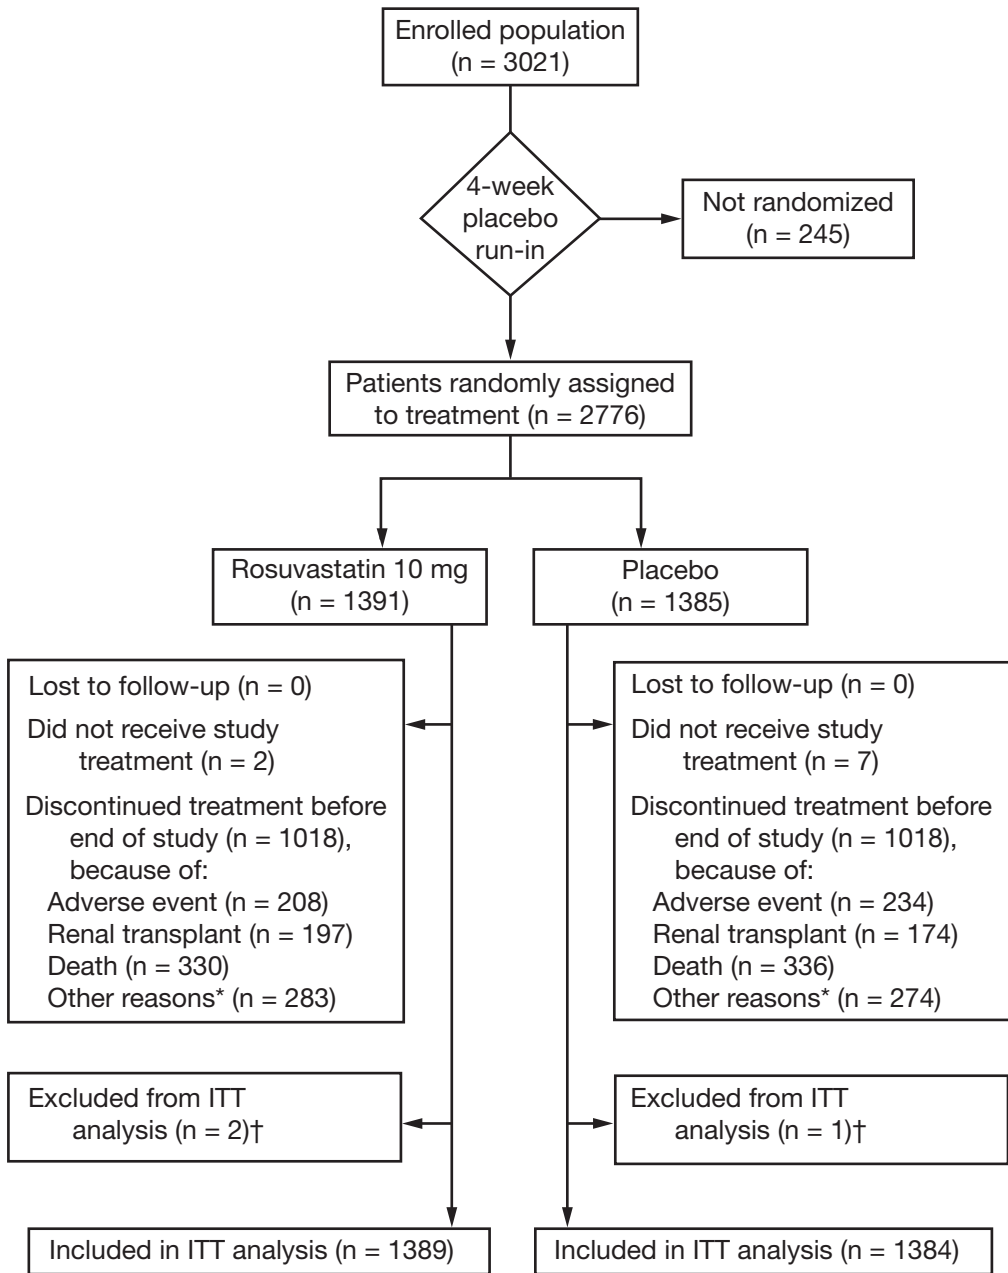 Enrolled population
(n = 3021)
4-week
placebo
run-in
Not randomized
(n = 245)
Patients randomly assigned
to treatment (n = 2776)
Rosuvastatin 10 mg
(n = 1391)
Placebo
(n = 1385)
Lost to follow-up (n = 0)
Did not receive study
treatment (n = 2)
Discontinued treatment before
end of study (n = 1018),
because of:
Adverse event (n = 208)
Renal transplant (n = 197)
Death (n = 330)
Other reasons* (n = 283)
Lost to follow-up (n = 0)
Did not receive study
treatment (n = 7)
Discontinued treatment before
end of study (n = 1018),
because of:
Adverse event (n = 234)
Renal transplant (n = 174)
Death (n = 336)
Other reasons* (n = 274)
Excluded from ITT
analysis (n = 2)†
Excluded from ITT
analysis (n = 1)†
Included in ITT analysis (n = 1389)
Included in ITT analysis (n = 1384)